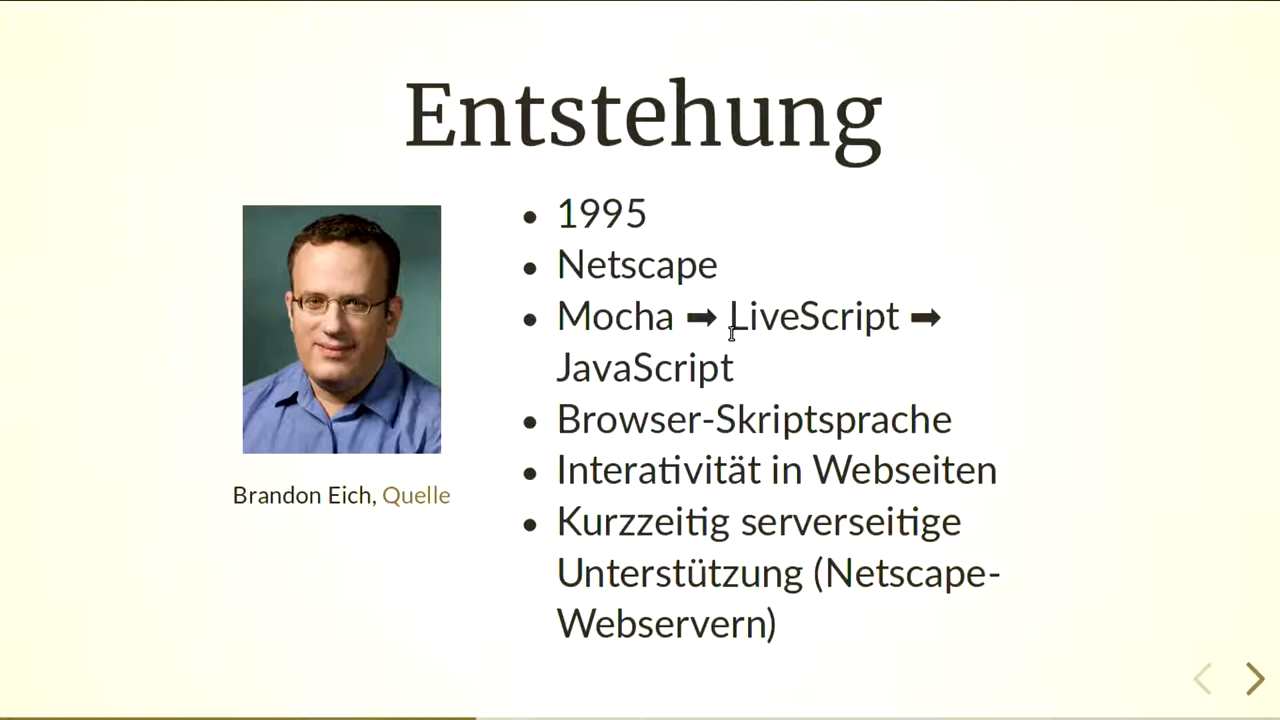 Entstehung
• 1995
• Netscape
• Mocha ➡ LiveScript ➡
JavaScript
• Browser-Skriptsprache
• Interativität in Webseiten
• Kurzzeitig serverseitige
Unterstützung (Netscape-
Webservern)
Brandon Eich, Quelle